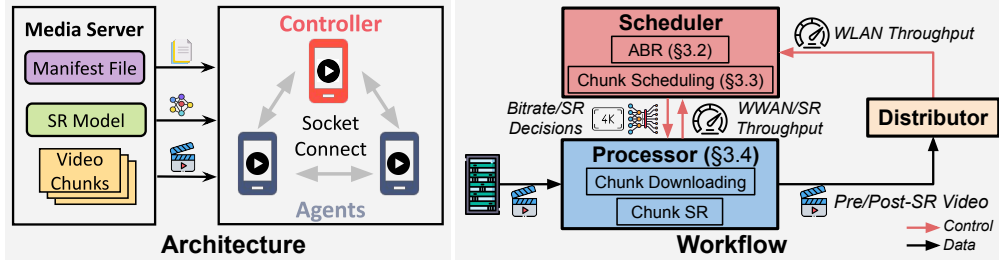 Media Server
Manifest File
SR Model
Video
Chunks
Controller
Socket
Connect
Agents
Architecture
Scheduler
ABR (§3.2)
Chunk Scheduling (§3.3)
WLAN Throughput
Bitrate/SR
Decisions
4K
WWAN/SR
Throughput
Distributor
Processor (§3.4)
Chunk Downloading
Chunk SR
Pre/Post-SR Video
Control
Data
Workflow